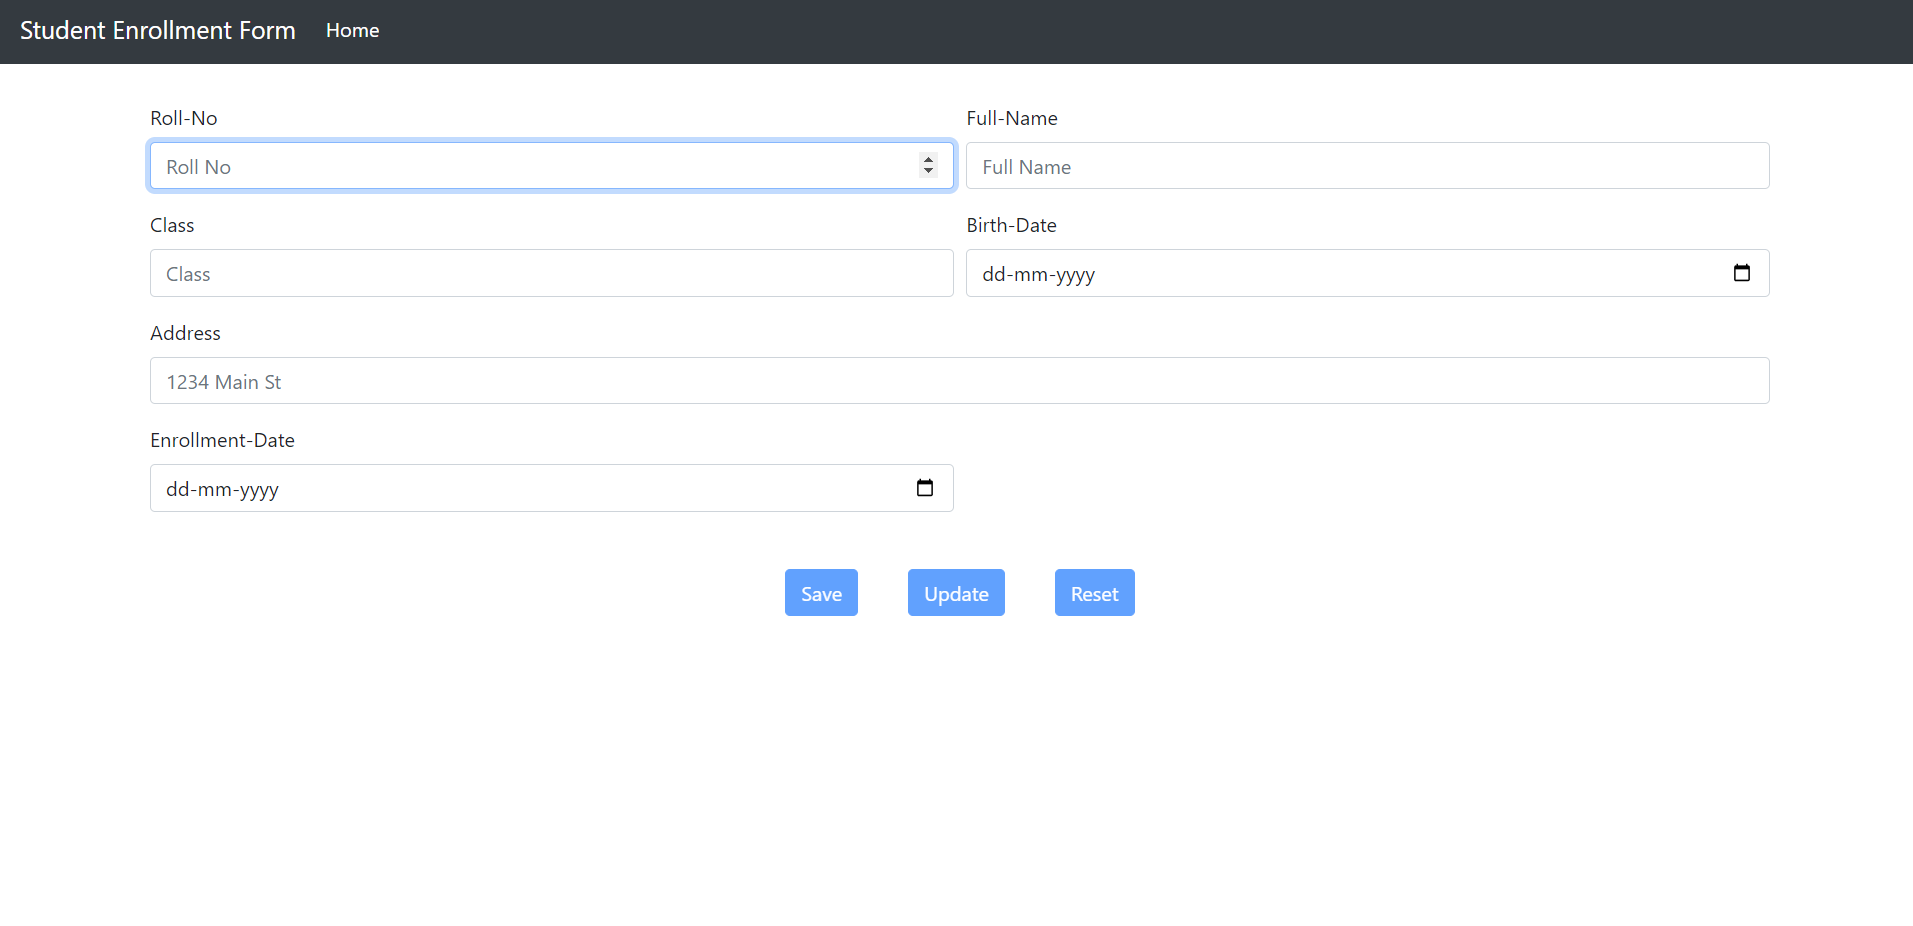 Student Enrollment Form Home
Roll-No Full-Name
Roll No Full Name
Class Birth-Date
Class dd-mm-yyyy
Address
1234 Main St
Enrollment-Date
dd-mm-yyyy
Save Update Reset